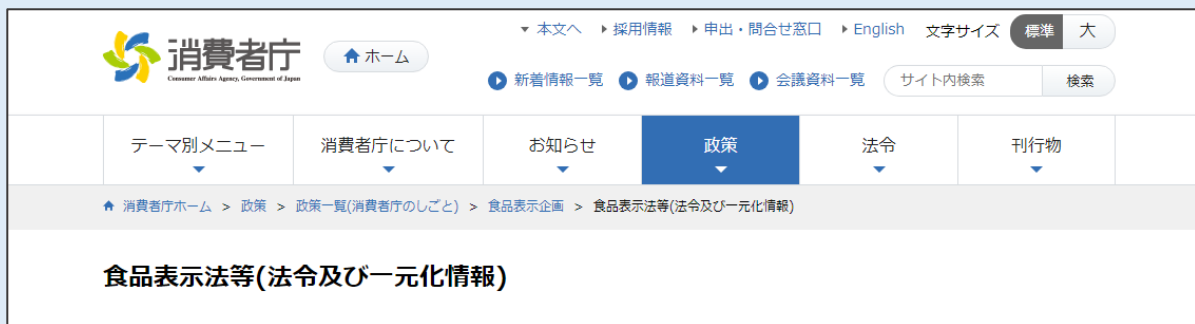 本文へ 採用情報 申出・問合せ窓口 English 文字サイズ 標準 大
消費者庁
Consumer Affairs Agency, Government of Japan
ホーム
新着情報一覧 報道資料一覧 会議資料一覧 サイト内検索 検索
テーマ別メニュー 消費者庁について お知らせ 政策 法令 刊行物
消費者庁ホーム > 政策 > 政策一覧(消費者庁のしごと) > 食品表示企画 > 食品表示法等(法令及び一元化情報)
食品表示法等(法令及び一元化情報)